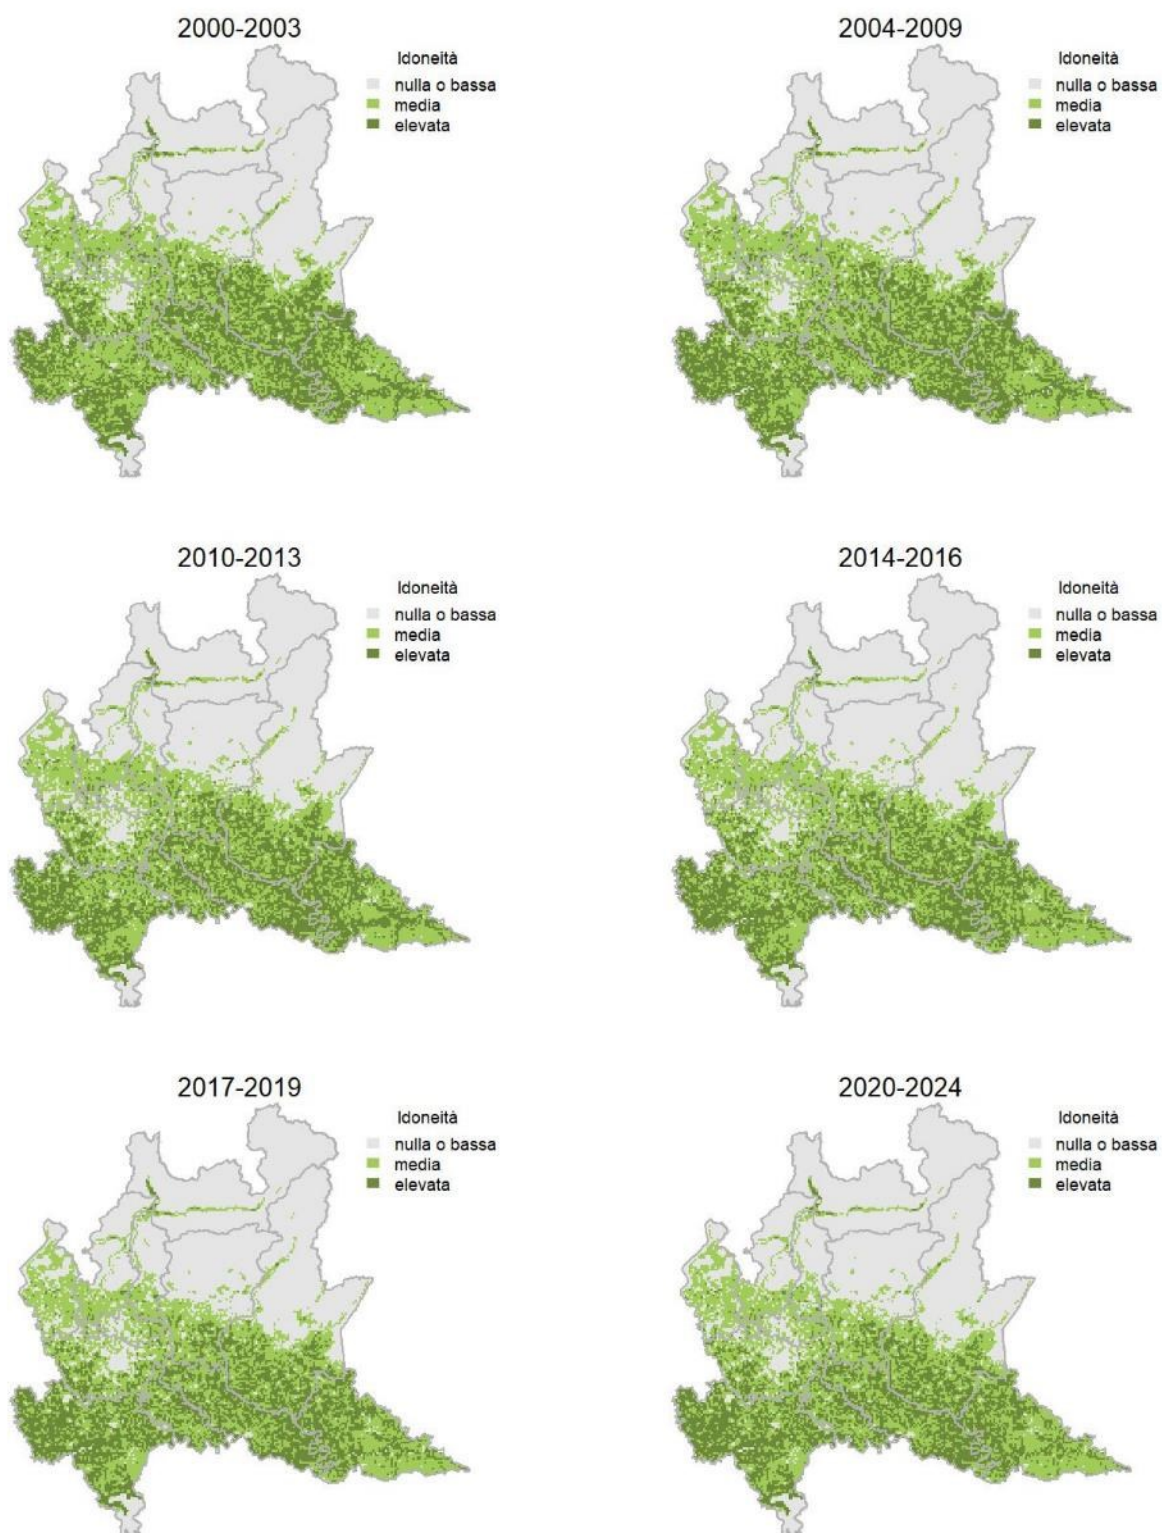 2000-2003
Idoneità
nulla o bassa
media
elevata
2004-2009
Idoneità
nulla o bassa
media
elevata
2010-2013
Idoneità
nulla o bassa
media
elevata
2014-2016
Idoneità
nulla o bassa
media
elevata
2017-2019
Idoneità
nulla o bassa
media
elevata
2020-2024
Idoneità
nulla o bassa
media
elevata